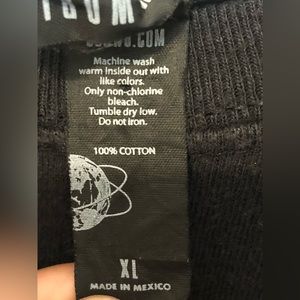 Machine wash
warm inside out with
like colors.
Only non-chlorine
bleach.
Tumble dry low.
Do not iron.
100% COTTON
XL
MADE IN MEXICO